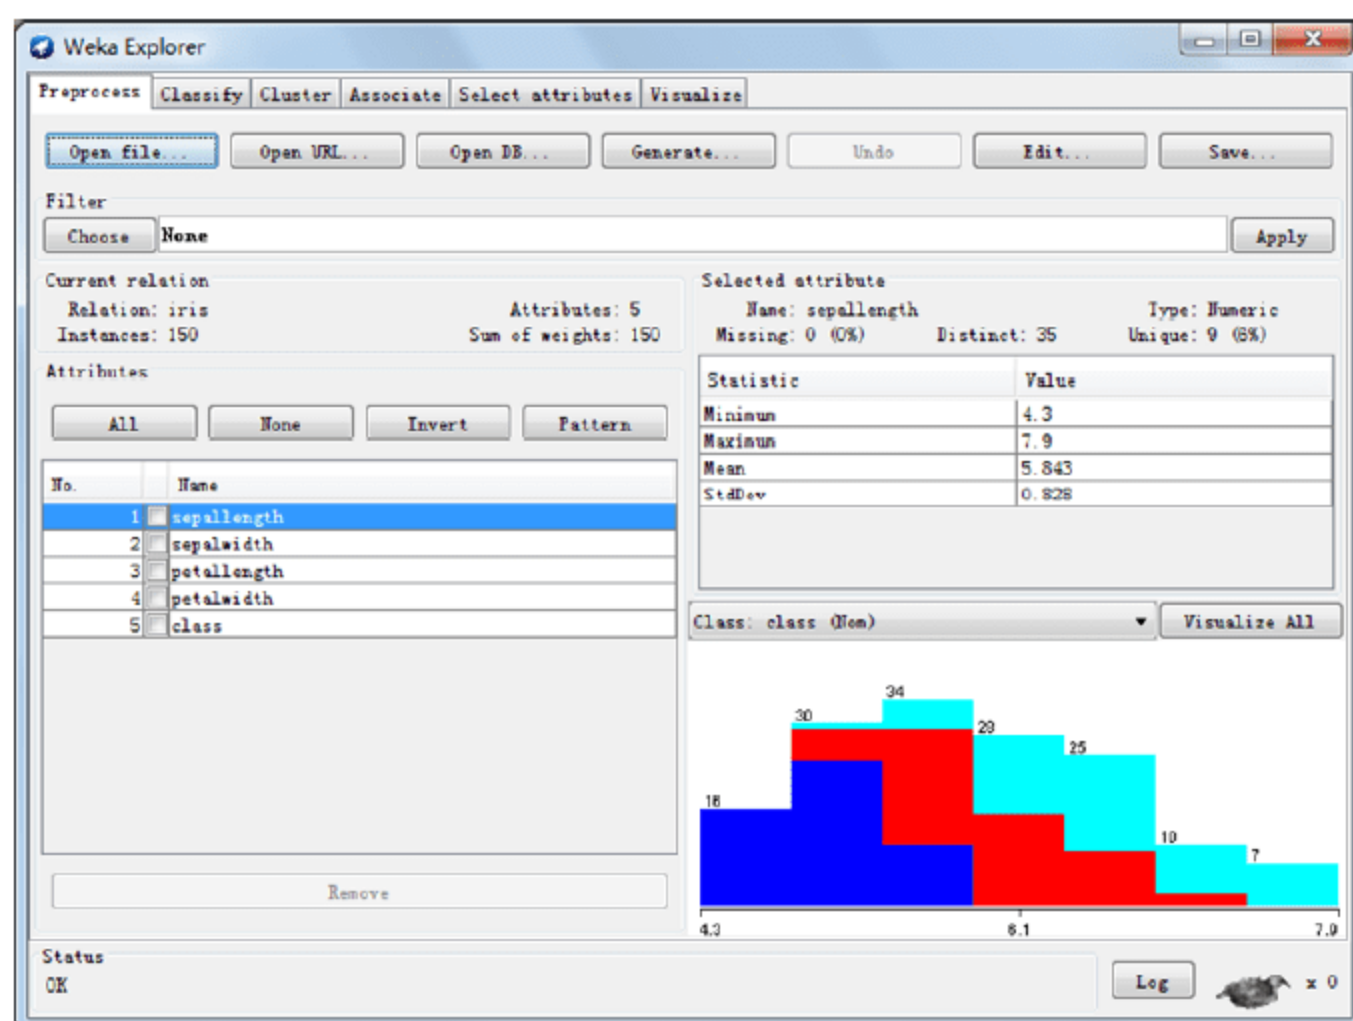 Weka Explorer
Preprocess Classify Cluster Associate Select attributes Visualize
Open file... Open URL... Open DB... Generate... Undo Edit... Save...
Filter
Choose None Apply
Current relation
Relation: iris Attributes: 5
Instances: 150 Sum of weights: 150
Selected attribute
Name: sepallength Type: Numeric
Missing: 0 (0%) Distinct: 35 Unique: 9 (6%)
Attributes
All None Invert Pattern
No. Name
1 sepallength
2 sepalwidth
3 petallength
4 petalwidth
5 class
Remove
Statistic Value
Minimum 4.3
Maximum 7.9
Mean 5.843
StdDev 0.828
Class: class (Nom) Visualize All
34
30
28
25
16
10
7
4.3 6.1 7.9
Status
OK
Log x 0